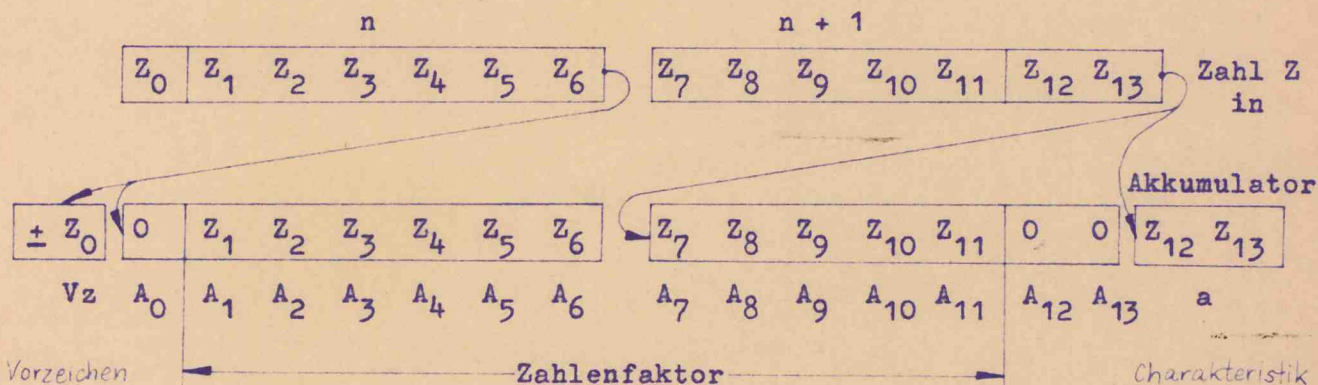 n n + 1
Z0 Z1 Z2 Z3 Z4 Z5 Z6 Z7 Z8 Z9 Z10 Z11 Z12 Z13 Zahl Z
in
Akkumulator
± Z0 0 Z1 Z2 Z3 Z4 Z5 Z6 Z7 Z8 Z9 Z10 Z11 0 0 Z12 Z13
Vz A0 A1 A2 A3 A4 A5 A6 A7 A8 A9 A10 A11 A12 A13 a
Vorzeichen Zahlenfaktor Charakteristik